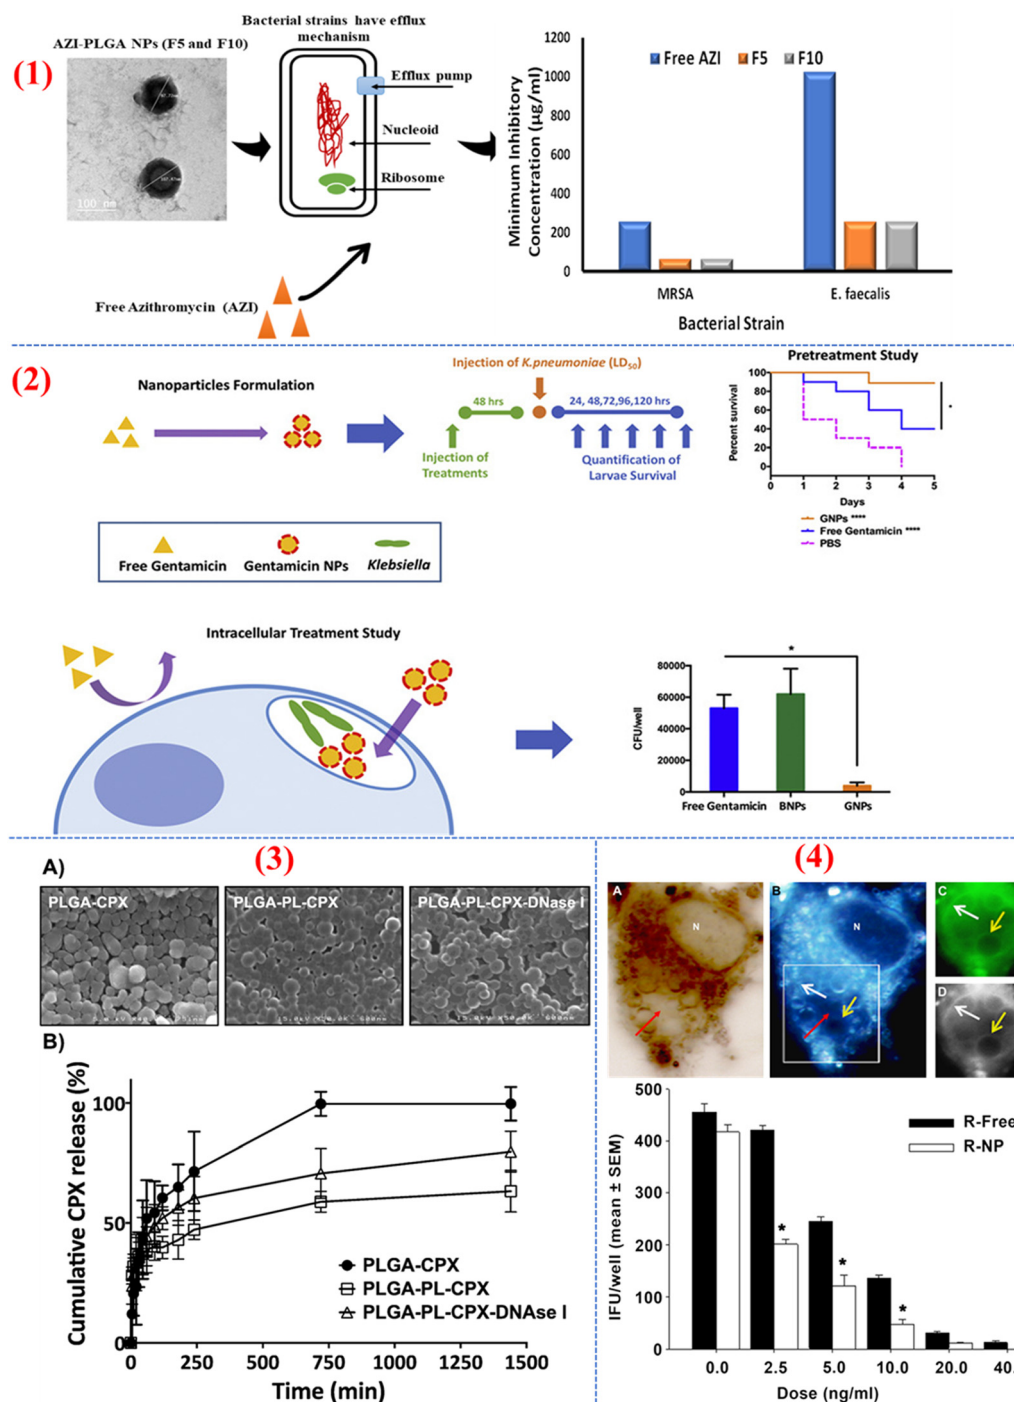 (1)
AZI-PLGA NPs (F5 and F10)
100 nm
Bacterial strains have efflux
mechanism
Efflux pump
Nucleoid
Ribosome
Free Azithromycin (AZI)
Minimum Inhibitory
Concentration (µg/ml)
1200
1000
800
600
400
200
0
Free AZI
F5
F10
MRSA
E. faecalis
Bacterial Strain
(2)
Nanoparticles Formulation
Injection of K.pneumoniae (LD50)
48 hrs
24, 48,72,96,120 hrs
Injection of
Treatments
Quantification of
Larvae Survival
Pretreatment Study
Percent survival
100
80
60
40
20
0
*
0 1 2 3 4 5
Days
GNPs ****
Free Gentamicin ****
PBS
Free Gentamicin
Gentamicin NPs
Klebsiella
Intracellular Treatment Study
CFU/well
80000
60000
40000
20000
0
*
Free Gentamicin
BNPs
GNPs
(3)
A)
PLGA-CPX
PLGA-PL-CPX
PLGA-PL-CPX-DNase I
B)
Cumulative CPX release (%)
100
50
0
PLGA-CPX
PLGA-PL-CPX
PLGA-PL-CPX-DNAse I
0 250 500 750 1000 1250 1500
Time (min)
(4)
A
N
B
N
C
D
IFU/well (mean ± SEM)
500
400
300
200
100
0
R-Free
R-NP
*
*
*
0.0 2.5 5.0 10.0 20.0 40.
Dose (ng/ml)